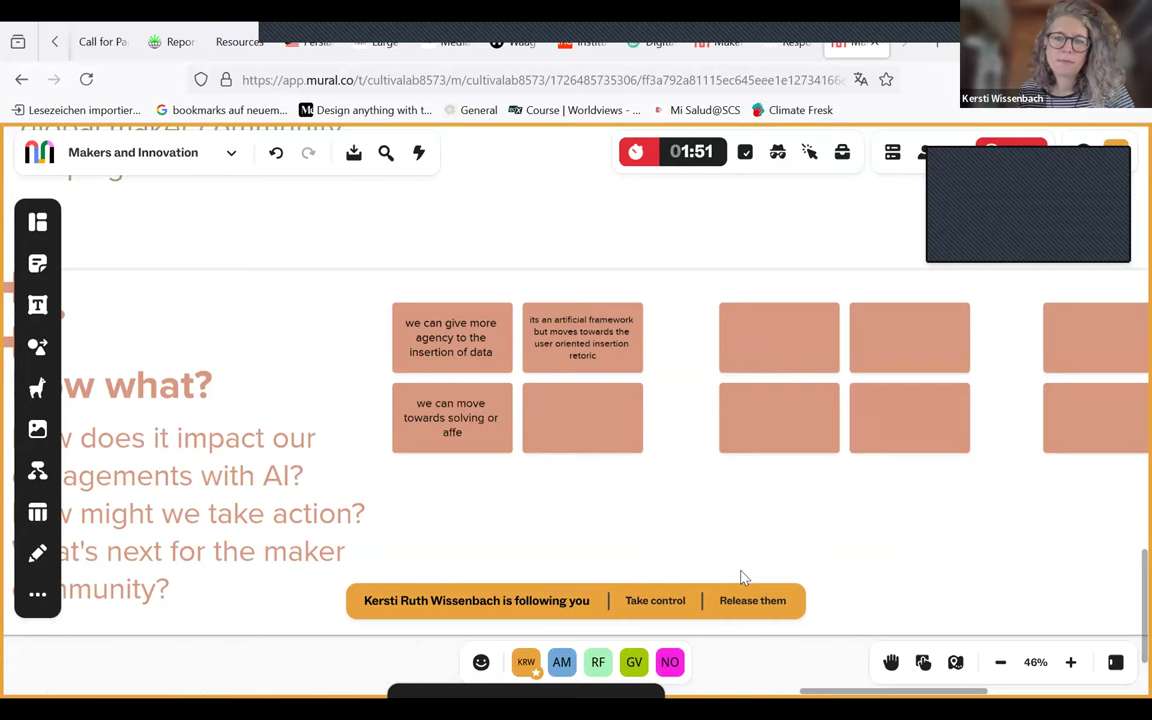 Call for Pa
Repor
Resources
https://app.mural.co/t/cultivalab8573/m/cultivalab8573/1726485735306/ff3a792a81115ec645eee1e12734166
Kersti Wissenbach
Lesezeichen importier...
bookmarks auf neuem...
Design anything with t...
General
Course | Worldviews - ...
Mi Salud@SCS
Climate Fresk
Makers and Innovation
01:51
we can give more
agency to the
insertion of data
its an artificial framework
but moves towards the
user oriented insertion
retoric
we can move
towards solving or
affe
w what?
w does it impact our
agements with AI?
w might we take action?
at's next for the maker
mmunity?
Kersti Ruth Wissenbach is following you
Take control
Release them
KRW
AM
RF
GV
NO
46%